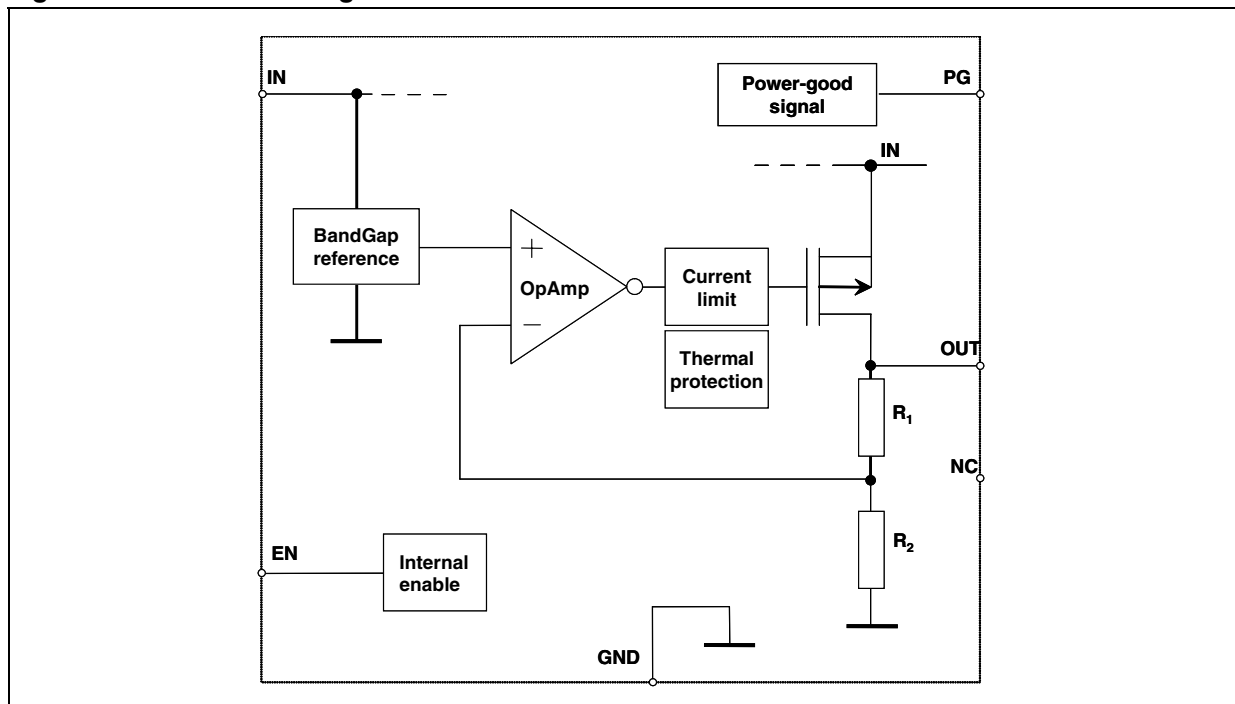 IN
PG
Power-good
signal
IN
BandGap
reference
+
OpAmp
−
Current
limit
Thermal
protection
OUT
R1
NC
R2
EN
Internal
enable
GND